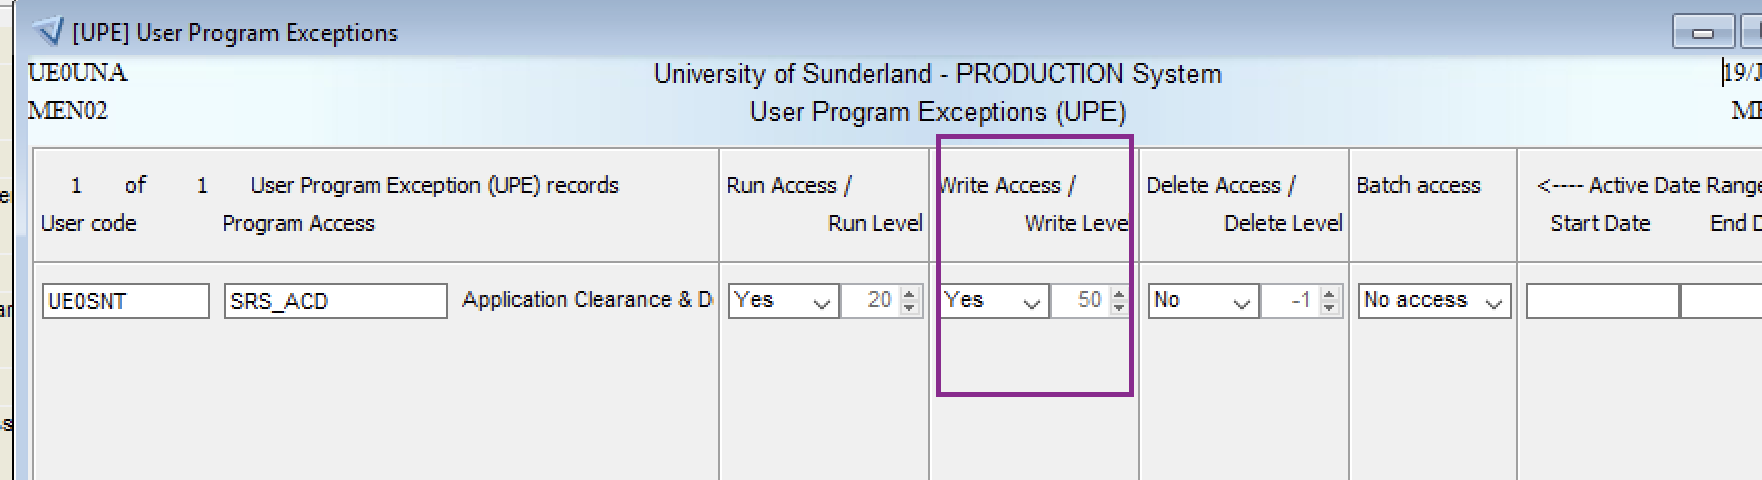 [UPE] User Program Exceptions
UE0UNA University of Sunderland - PRODUCTION System 19/J
MEN02 User Program Exceptions (UPE) ME
1 of 1 User Program Exception (UPE) records Run Access / Write Access / Delete Access / Batch access <---- Active Date Range
User code Program Access Run Level Write Level Delete Level Start Date End D
UE0SNT SRS_ACD Application Clearance & D Yes 20 Yes 50 No -1 No access